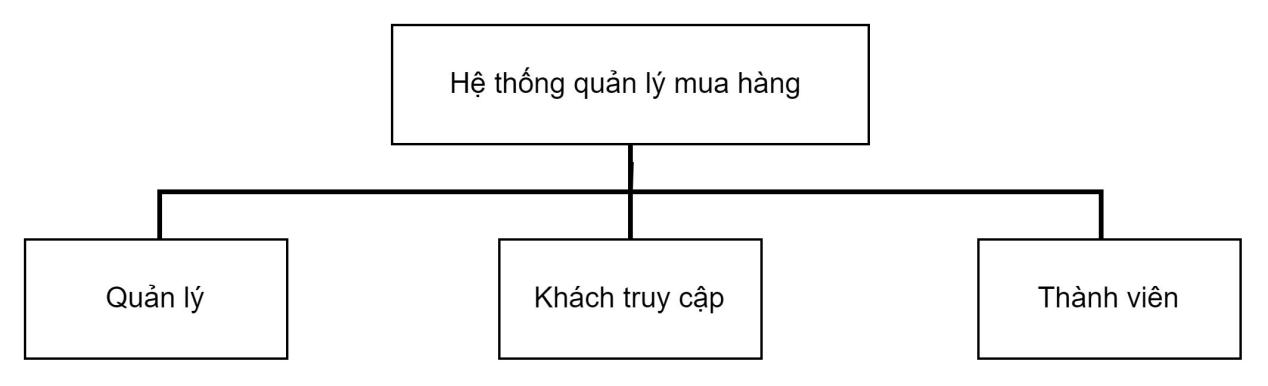 Hệ thống quản lý mua hàng
Quản lý
Khách truy cập
Thành viên